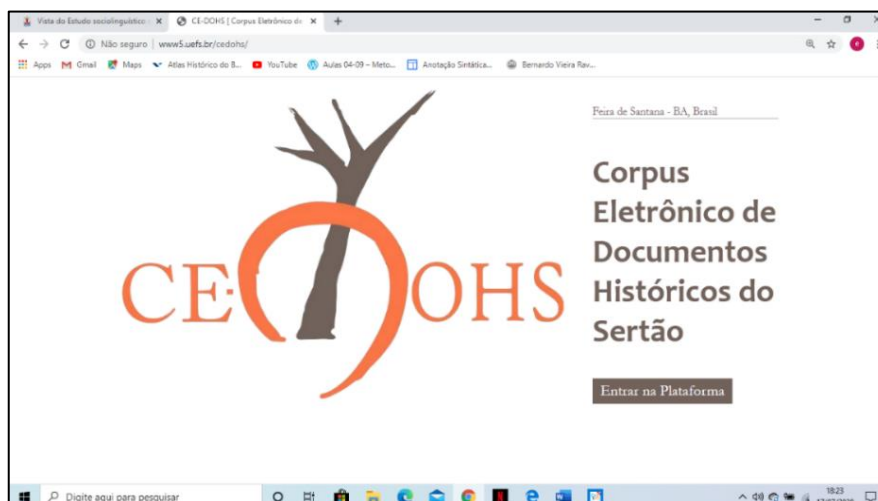 Vista do Estudo sociolinguístico
CE-DOHS | Corpus Eletrônico de
Não seguro | www5.uefs.br/cedohs/
Apps Gmail Maps Atlas Histórico do B... YouTube Aulas 04-09 – Meto... Anotação Sintática... Bernardo Vieira Rav...
Feira de Santana - BA, Brasil
Corpus
Eletrônico de
Documentos
Históricos do
Sertão
CE-DOHS
Entrar na Plataforma
Digite aqui para pesquisar
18:23